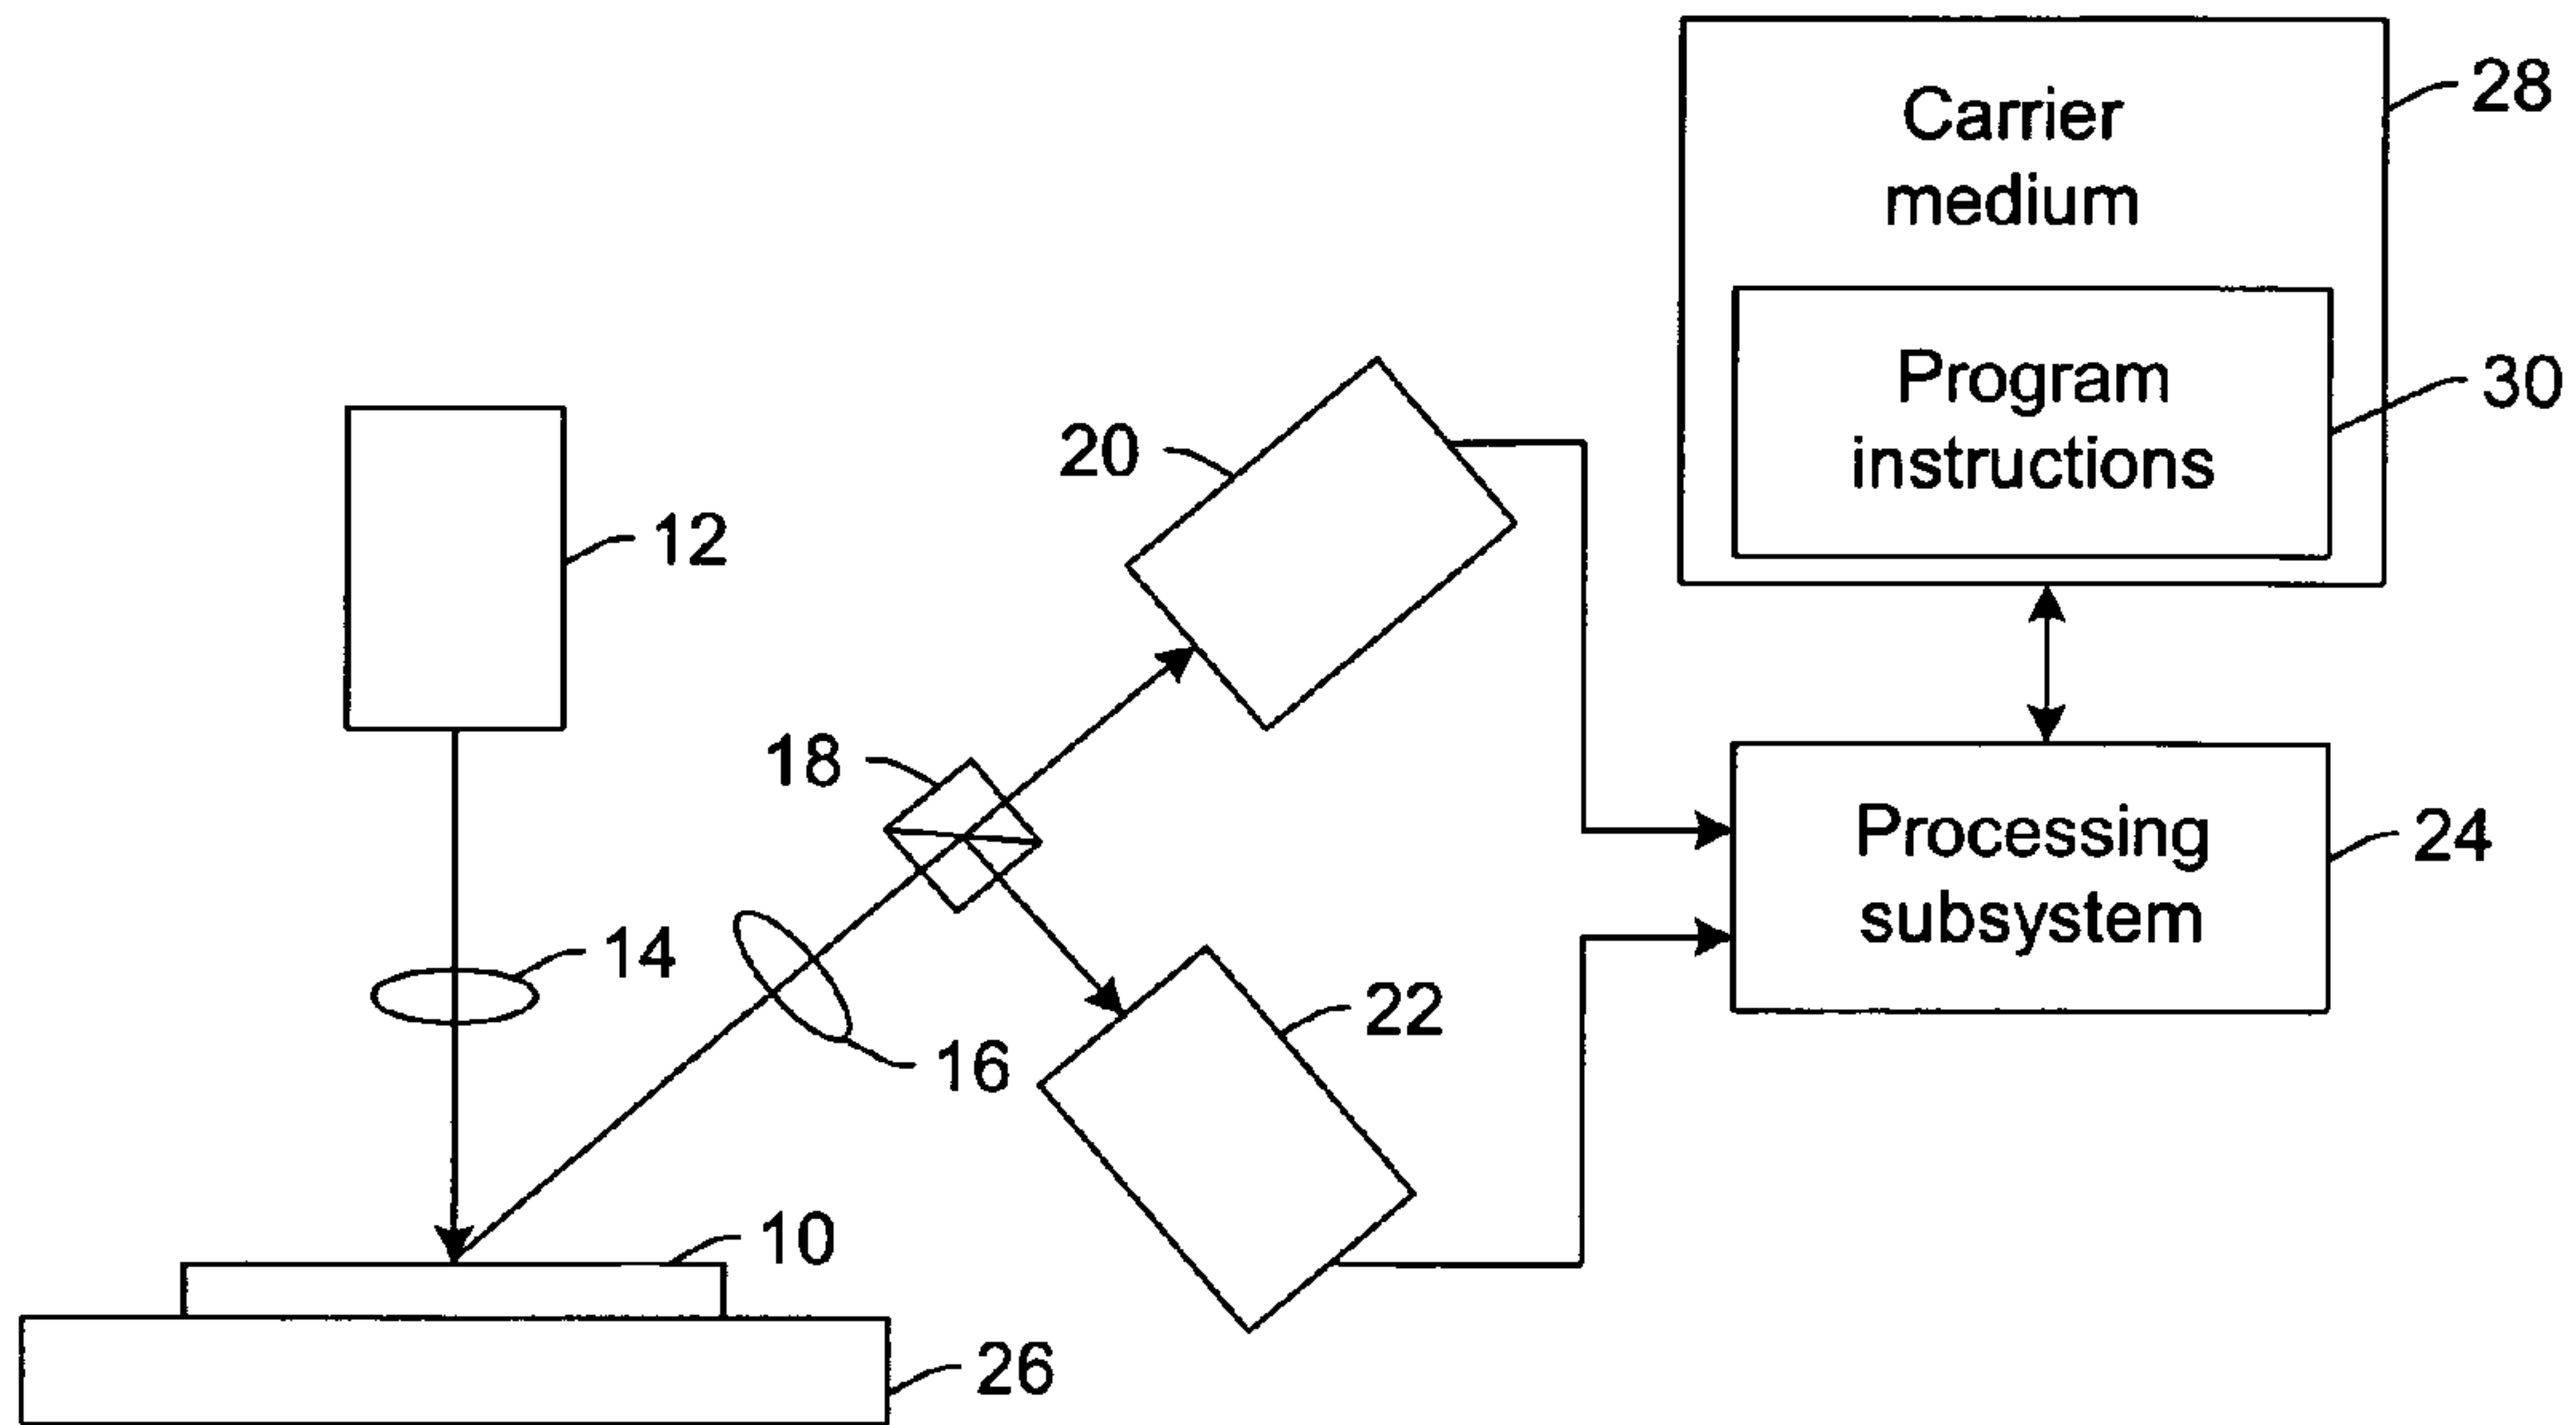 Carrier
medium
28
Program
instructions
30
20
12
18
Processing
subsystem
24
14
16
22
10
26